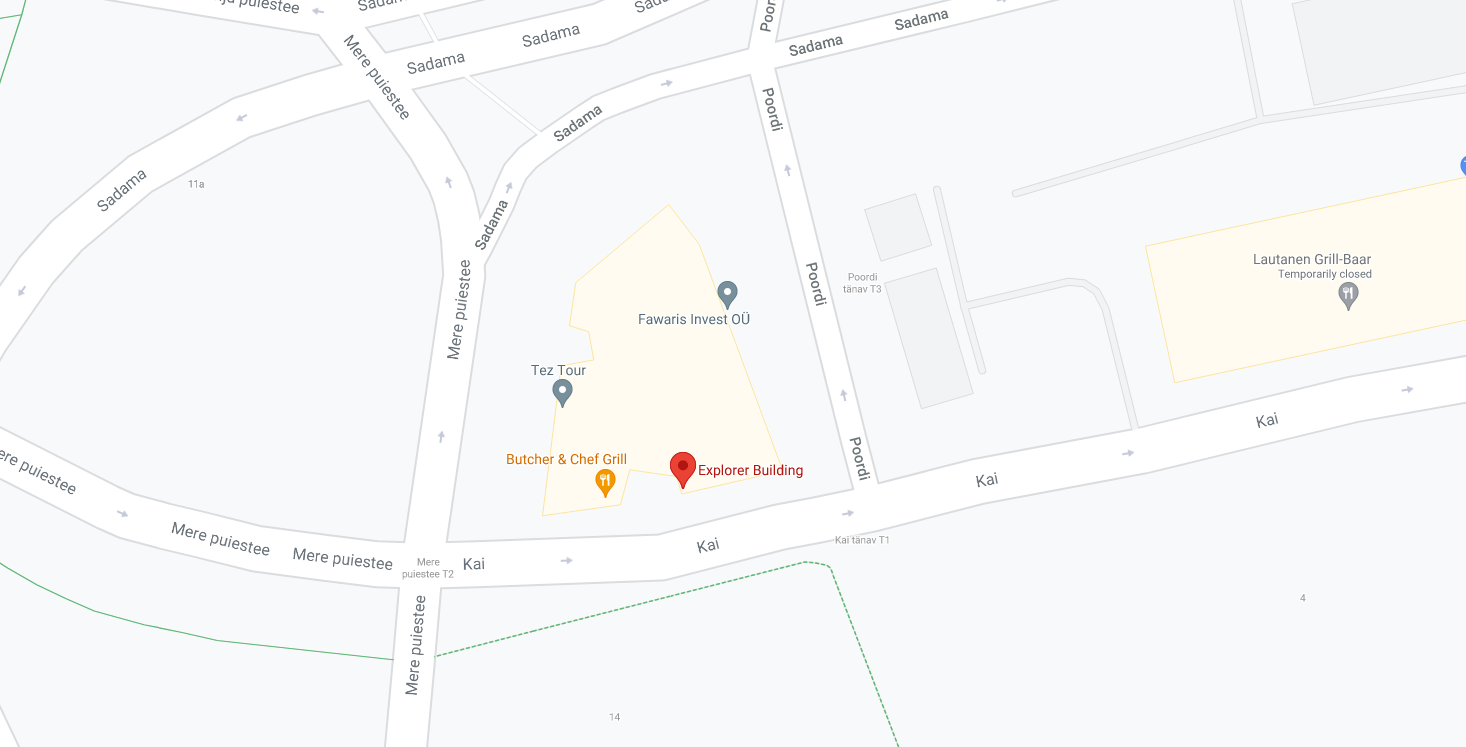 puiestee
Sadama
Poordi
Sadama
Sadama
Mere puiestee
Sadama
Sadama
Sadama
Poordi
Sadama
Sadama
11a
Sadama
Mere puiestee
Poordi
Poordi
tänav T3
Lautanen Grill-Baar
Temporarily closed
Fawaris Invest OÜ
Tez Tour
Butcher & Chef Grill
Explorer Building
Poordi
Kai
Kai
Mere puiestee
Mere puiestee
Mere puiestee
Mere
puiestee T2
Kai
Kai
Kai tänav T1
Mere puiestee
4
14